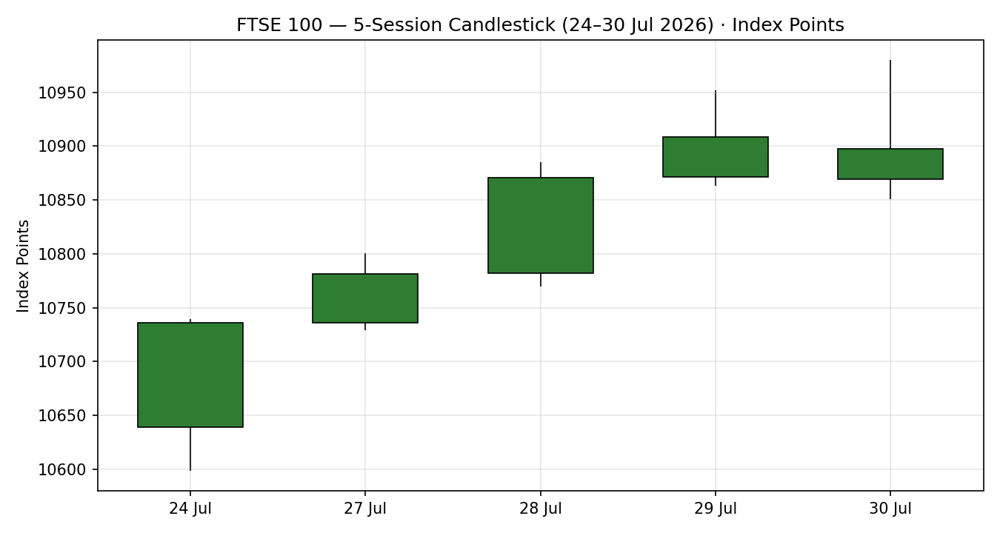 FTSE 100 — 5-Session Candlestick (24–30 Jul 2026) · Index Points
Index Points
10950
10900
10850
10800
10750
10700
10650
10600
24 Jul
27 Jul
28 Jul
29 Jul
30 Jul